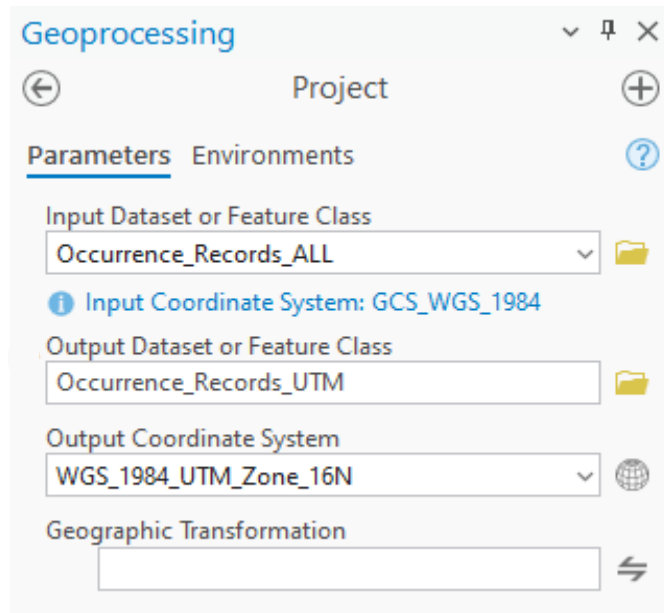 Geoprocessing
Project
Parameters Environments
Input Dataset or Feature Class
Occurrence_Records_ALL
Input Coordinate System: GCS_WGS_1984
Output Dataset or Feature Class
Occurrence_Records_UTM
Output Coordinate System
WGS_1984_UTM_Zone_16N
Geographic Transformation